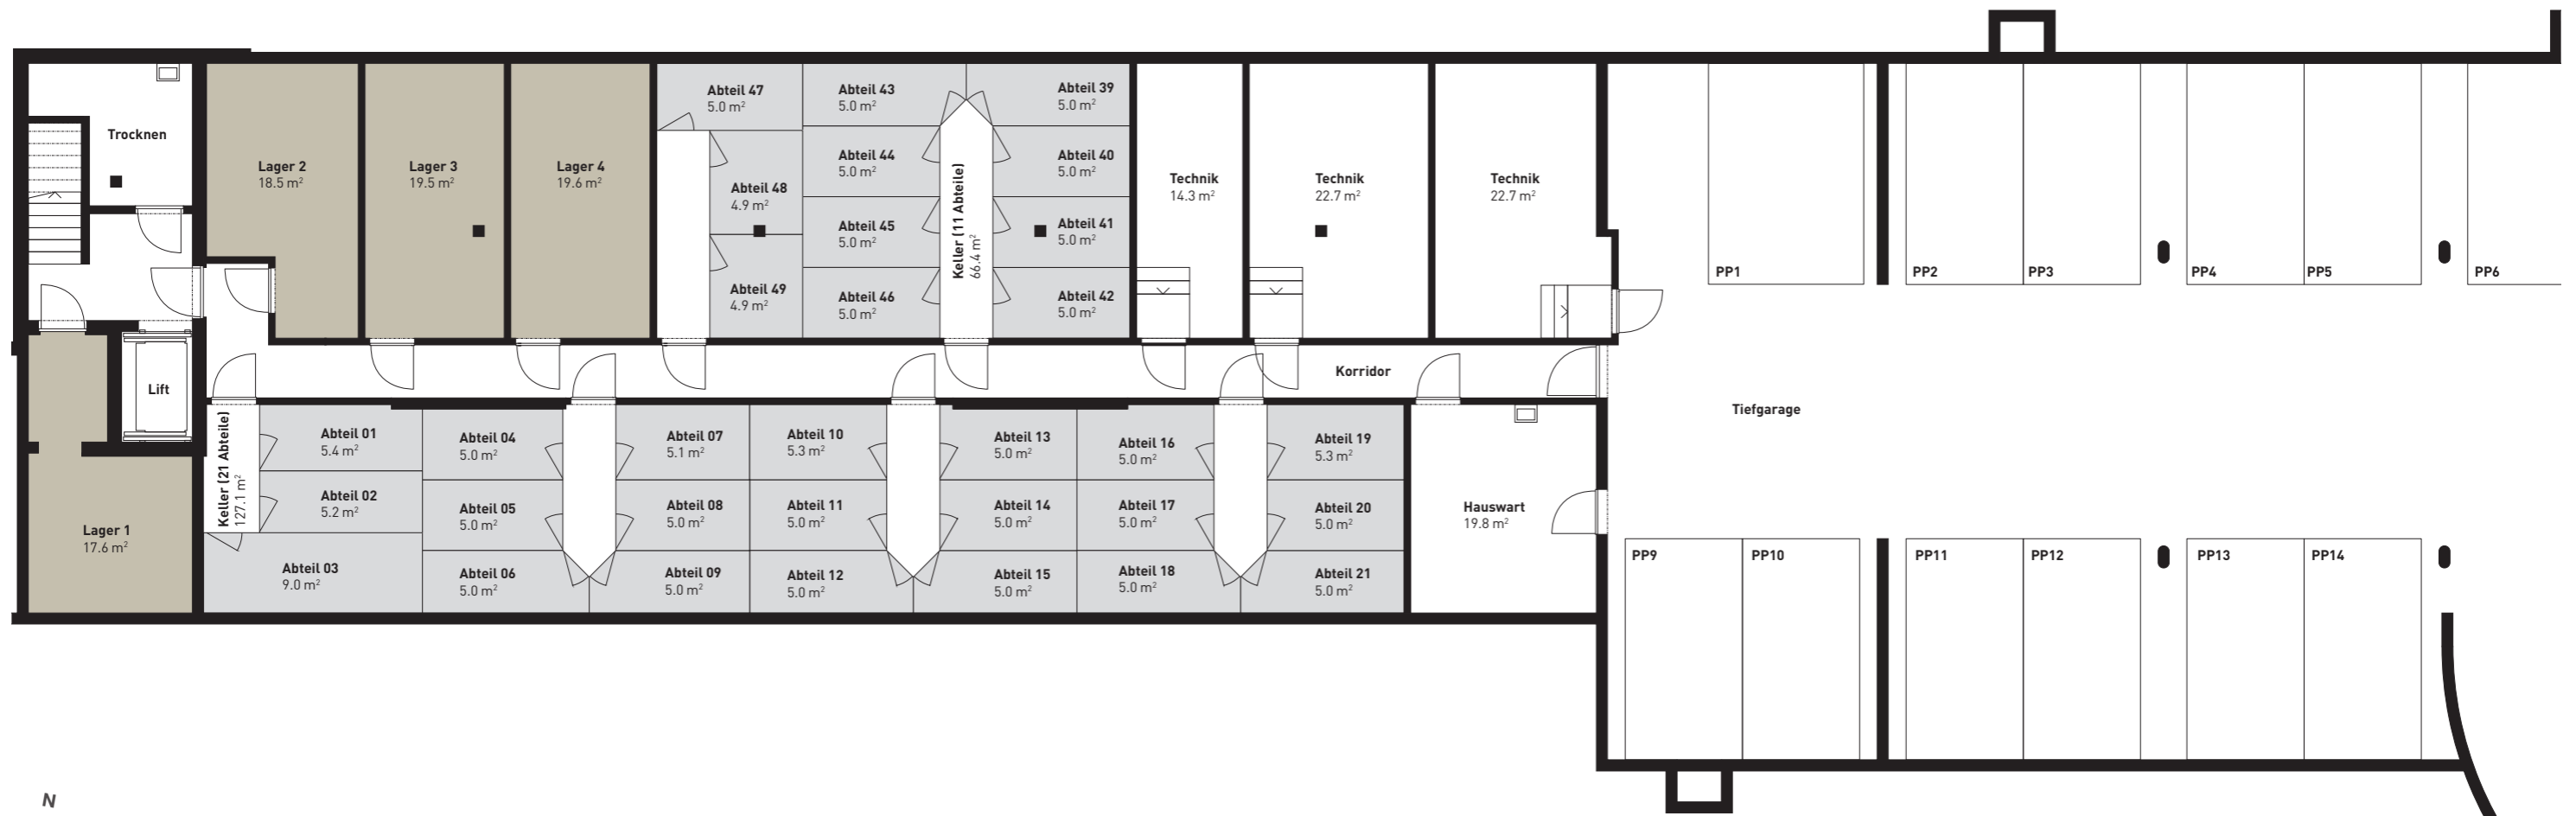 Trocknen
Lager 2
18.5 m²
Lager 3
19.5 m²
Lager 4
19.6 m²
Abteil 47
5.0 m²
Abteil 48
4.9 m²
Abteil 49
4.9 m²
Abteil 43
5.0 m²
Abteil 44
5.0 m²
Abteil 45
5.0 m²
Abteil 46
5.0 m²
Keller (11 Abteile)
66.4 m²
Abteil 39
5.0 m²
Abteil 40
5.0 m²
Abteil 41
5.0 m²
Abteil 42
5.0 m²
Technik
14.3 m²
Technik
22.7 m²
Technik
22.7 m²
PP1
PP2
PP3
PP4
PP5
PP6
Lift
Korridor
Tiefgarage
Lager 1
17.6 m²
Keller (21 Abteile)
127.1 m²
Abteil 01
5.4 m²
Abteil 02
5.2 m²
Abteil 03
9.0 m²
Abteil 04
5.0 m²
Abteil 05
5.0 m²
Abteil 06
5.0 m²
Abteil 07
5.1 m²
Abteil 08
5.0 m²
Abteil 09
5.0 m²
Abteil 10
5.3 m²
Abteil 11
5.0 m²
Abteil 12
5.0 m²
Abteil 13
5.0 m²
Abteil 14
5.0 m²
Abteil 15
5.0 m²
Abteil 16
5.0 m²
Abteil 17
5.0 m²
Abteil 18
5.0 m²
Abteil 19
5.3 m²
Abteil 20
5.0 m²
Abteil 21
5.0 m²
Hauswart
19.8 m²
PP9
PP10
PP11
PP12
PP13
PP14
N